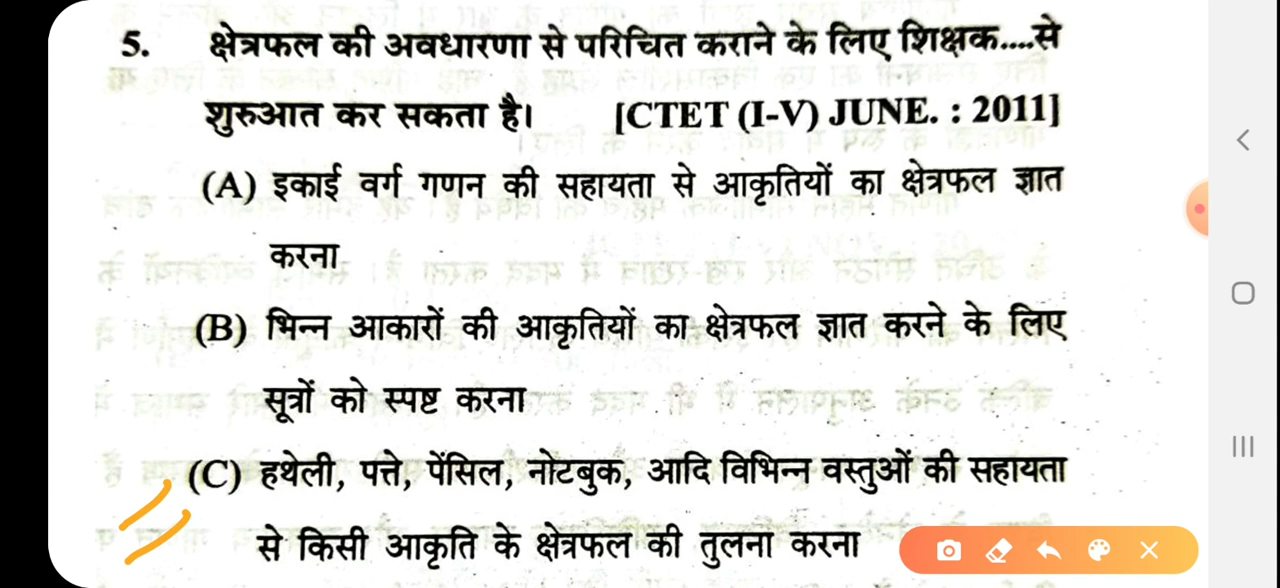 5. क्षेत्रफल की अवधारणा से परिचित कराने के लिए शिक्षक....से
शुरुआत कर सकता है। [CTET (I-V) JUNE. : 2011]
(A) इकाई वर्ग गणन की सहायता से आकृतियों का क्षेत्रफल ज्ञात
करना
(B) भिन्न आकारों की आकृतियों का क्षेत्रफल ज्ञात करने के लिए
सूत्रों को स्पष्ट करना
(C) हथेली, पत्ते, पेंसिल, नोटबुक, आदि विभिन्न वस्तुओं की सहायता
से किसी आकृति के क्षेत्रफल की तुलना करना